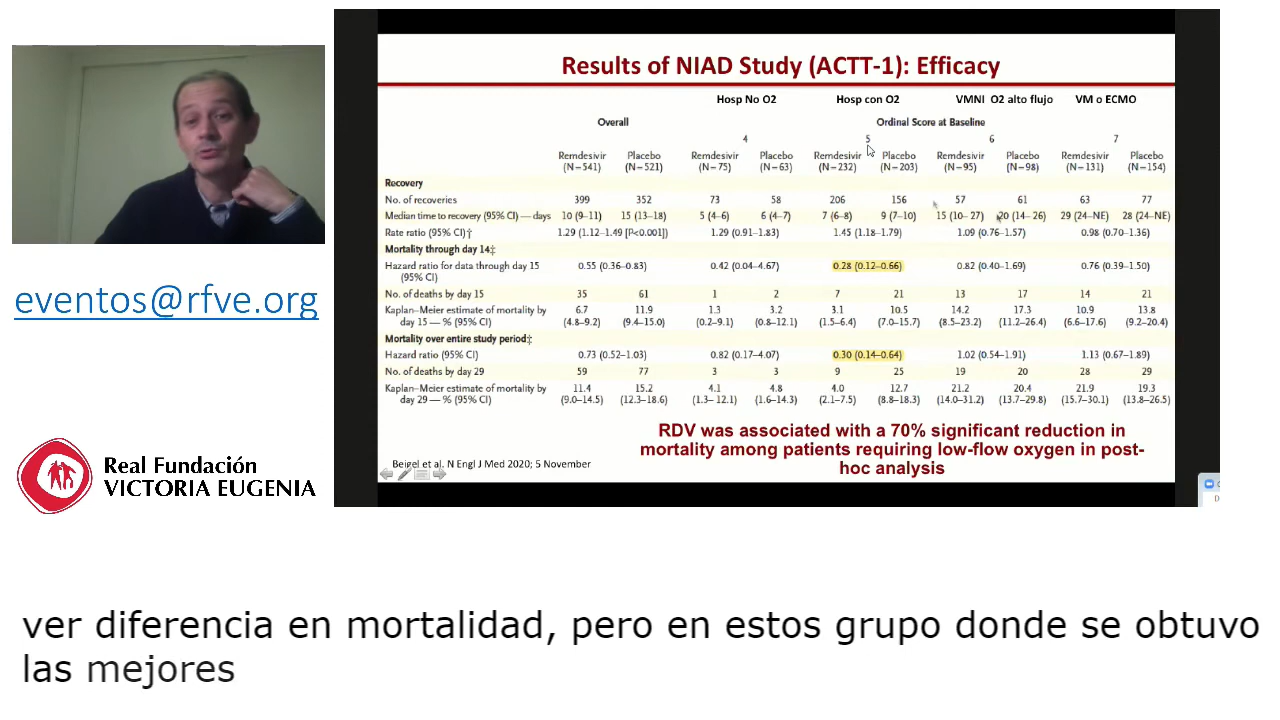 Results of NIAD Study (ACTT-1): Efficacy
Hosp No O2 Hosp con O2 VMNI O2 alto flujo VM o ECMO
Overall Ordinal Score at Baseline
4 5 6 7
Remdesivir Placebo Remdesivir Placebo Remdesivir Placebo Remdesivir Placebo Remdesivir Placebo
(N=541) (N=521) (N=75) (N=63) (N=232) (N=203) (N=95) (N=98) (N=131) (N=154)
Recovery
No. of recoveries 399 352 73 58 206 156 57 61 63 77
Median time to recovery (95% CI) — days 10 (9–11) 15 (13–18) 5 (4–6) 6 (4–7) 7 (6–8) 9 (7–10) 15 (10–27) 20 (14–26) 29 (24–NE) 28 (24–NE)
Rate ratio (95% CI)† 1.29 (1.12–1.49 [P<0.001]) 1.29 (0.91–1.83) 1.45 (1.18–1.79) 1.09 (0.76–1.57) 0.98 (0.70–1.36)
Mortality through day 14‡
Hazard ratio for data through day 15 0.55 (0.36–0.83) 0.42 (0.04–4.67) 0.28 (0.12–0.66) 0.82 (0.40–1.69) 0.76 (0.39–1.50)
(95% CI)
No. of deaths by day 15 35 61 1 2 7 21 13 17 14 21
Kaplan–Meier estimate of mortality by 6.7 11.9 1.3 3.2 3.1 10.5 14.2 17.3 10.9 13.8
day 15 — % (95% CI) (4.8–9.2) (9.4–15.0) (0.2–9.1) (0.8–12.1) (1.5–6.4) (7.0–15.7) (8.5–23.2) (11.2–26.4) (6.6–17.6) (9.2–20.4)
Mortality over entire study period‡
Hazard ratio (95% CI) 0.73 (0.52–1.03) 0.82 (0.17–4.07) 0.30 (0.14–0.64) 1.02 (0.54–1.91) 1.13 (0.67–1.89)
No. of deaths by day 29 59 77 3 3 9 25 19 20 28 29
Kaplan–Meier estimate of mortality by 11.4 15.2 4.1 4.8 4.0 12.7 21.2 20.4 21.9 19.3
day 29 — % (95% CI) (9.0–14.5) (12.3–18.6) (1.3–12.1) (1.6–14.3) (2.1–7.5) (8.8–18.3) (14.0–31.2) (13.7–29.8) (15.7–30.1) (13.8–26.5)
RDV was associated with a 70% significant reduction in
mortality among patients requiring low-flow oxygen in post-
hoc analysis
Beigel et al. N Engl J Med 2020; 5 November
eventos@rfve.org
Real Fundación
VICTORIA EUGENIA
ver diferencia en mortalidad, pero en estos grupo donde se obtuvo
las mejores